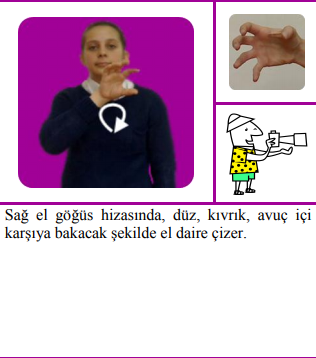 Sağ el göğüs hizasında, düz, kıvrık, avuç içi
karşıya bakacak şekilde el daire çizer.